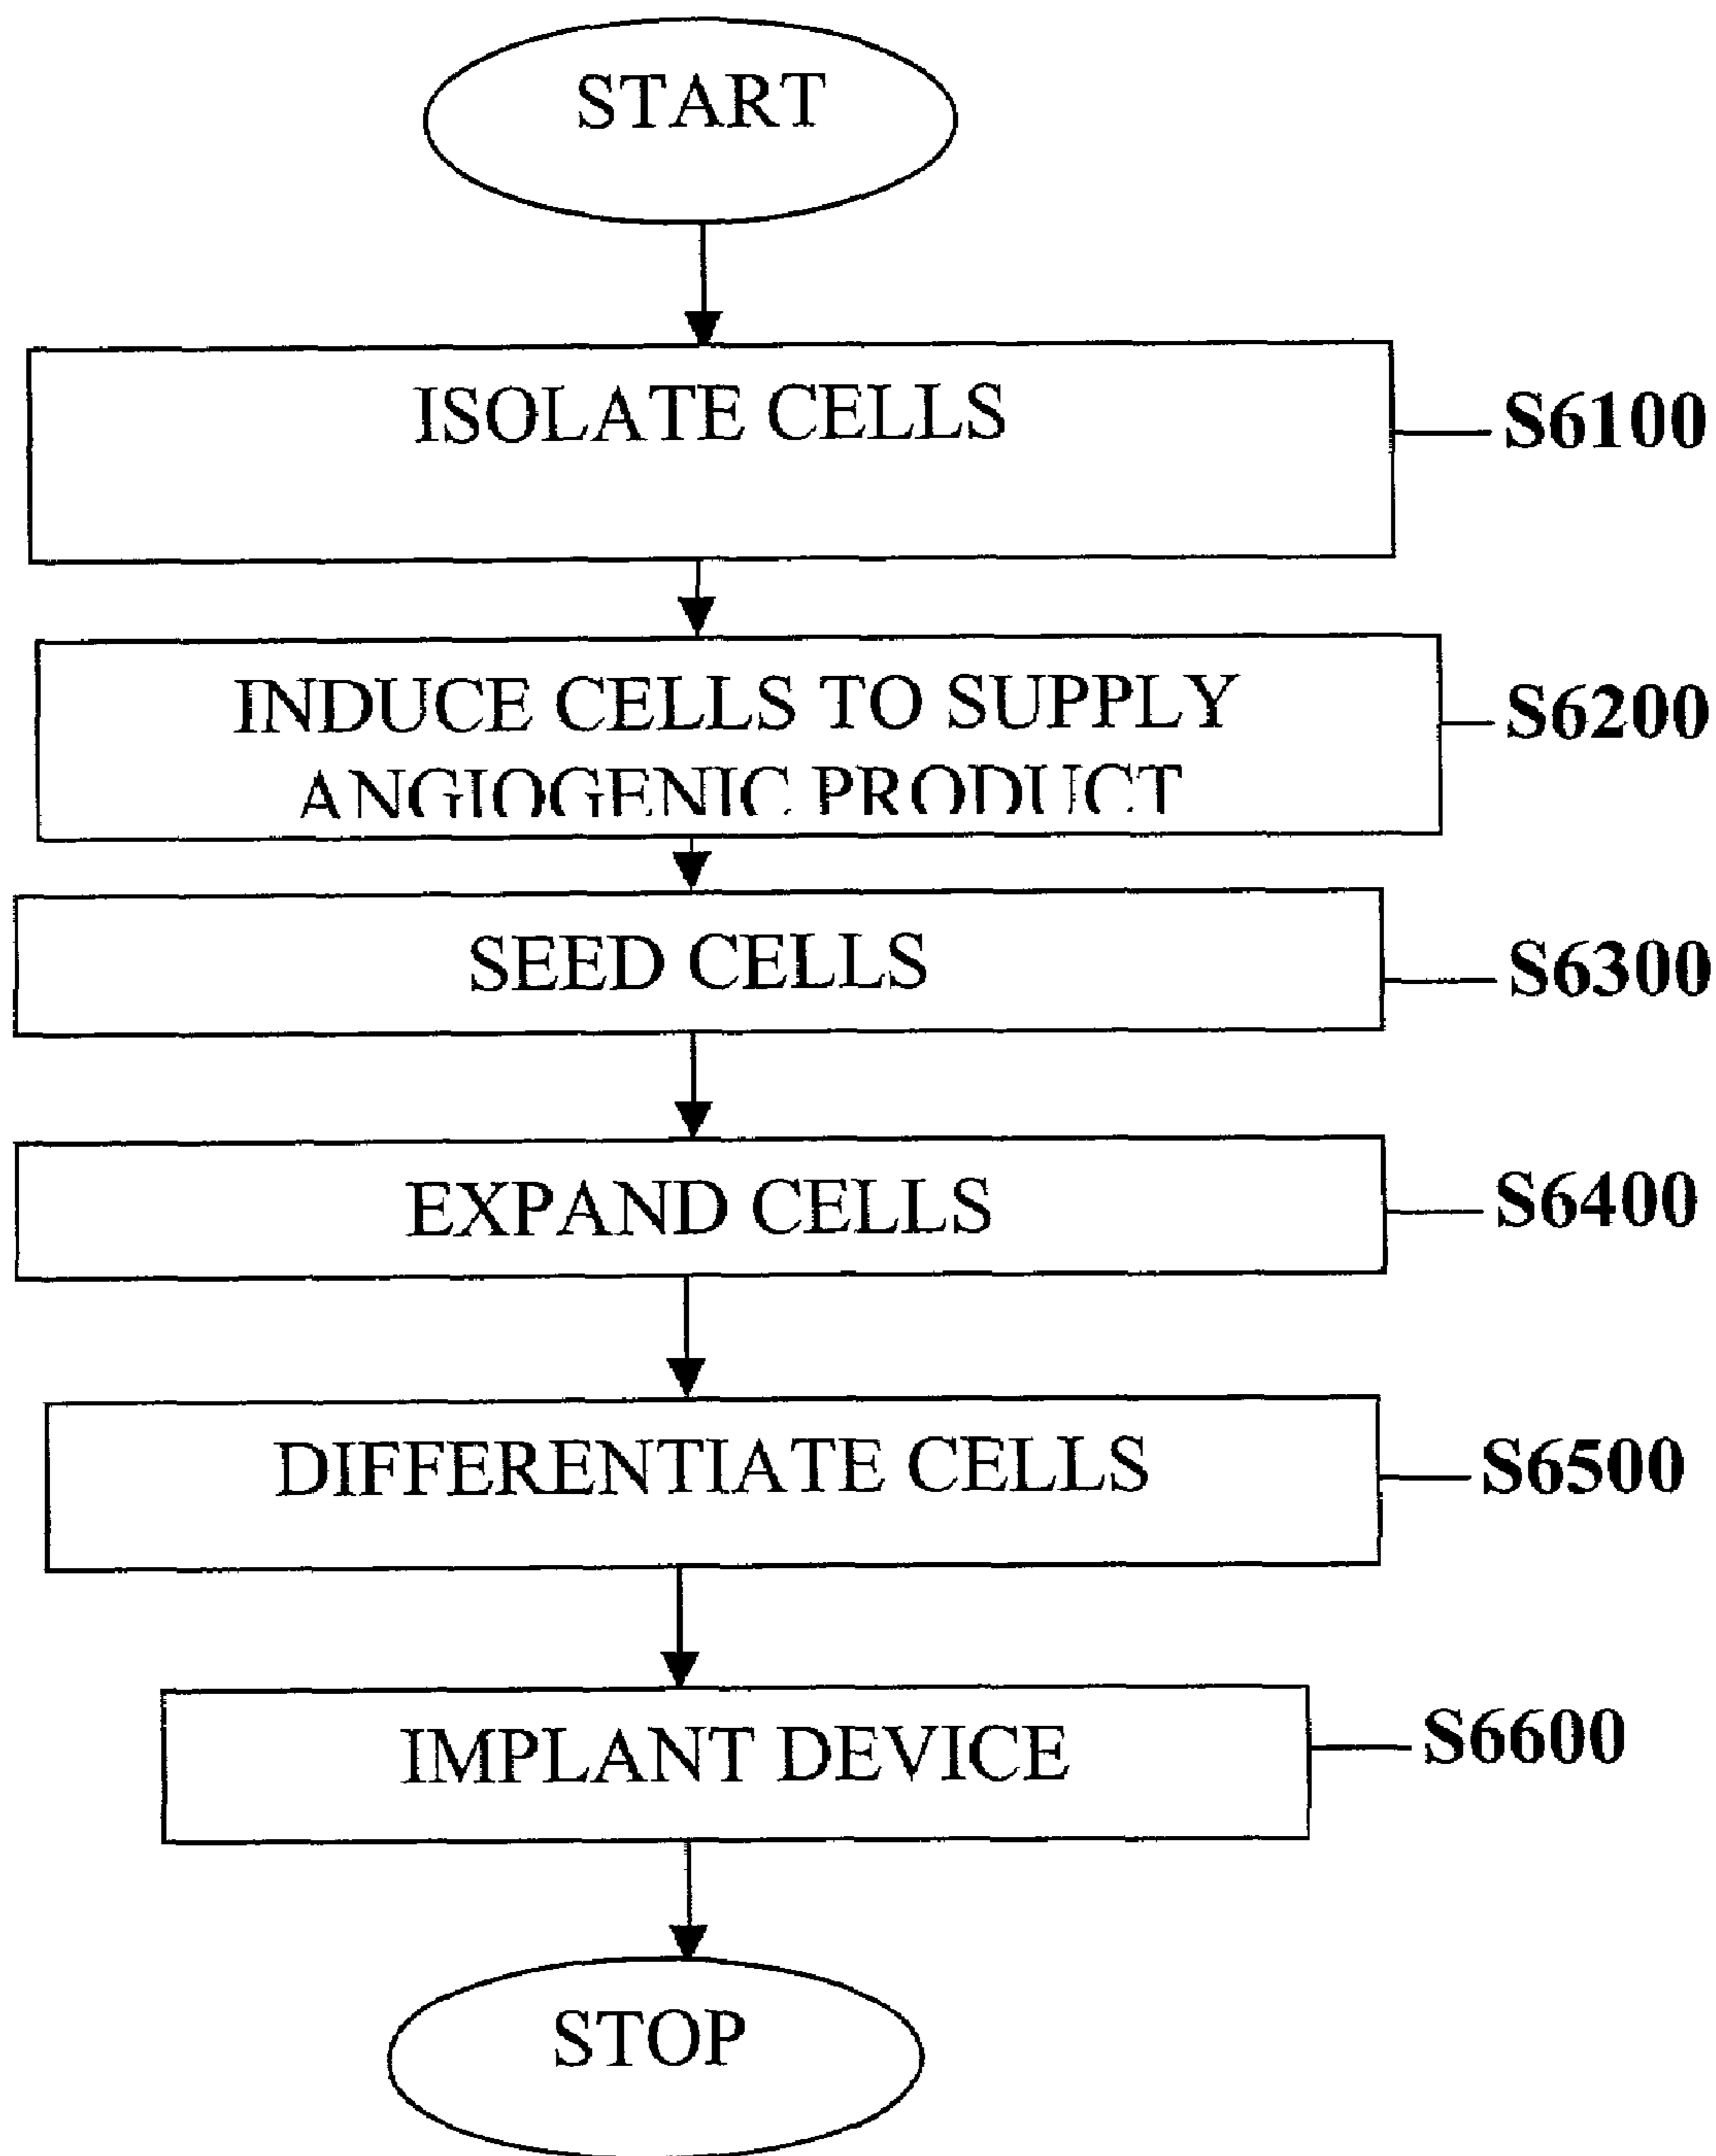 START
ISOLATE CELLS
S6100
INDUCE CELLS TO SUPPLY
ANGIOGENIC PRODUCT
S6200
SEED CELLS
S6300
EXPAND CELLS
S6400
DIFFERENTIATE CELLS
S6500
IMPLANT DEVICE
S6600
STOP